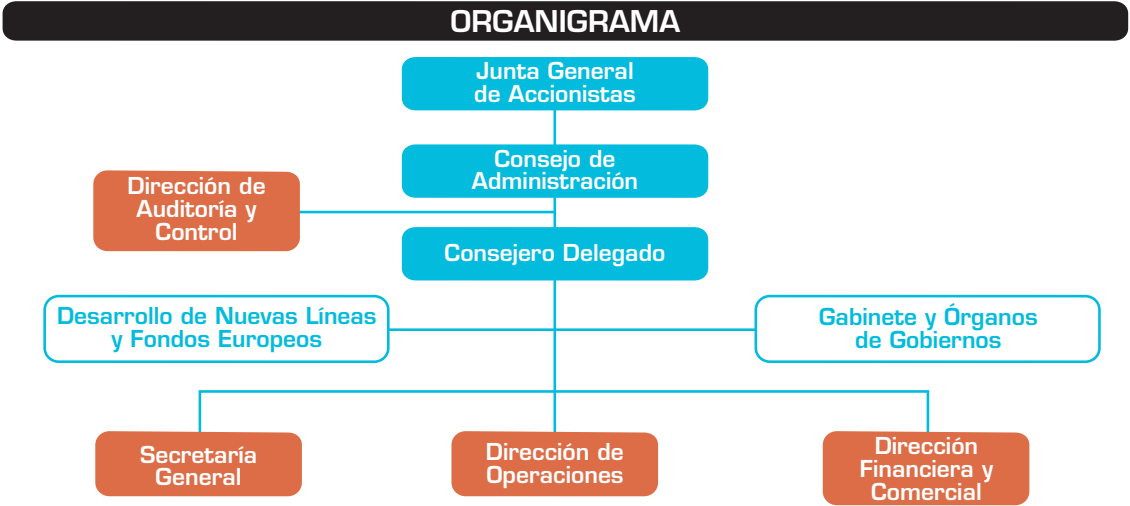 ORGANIGRAMA
Junta General
de Accionistas
Consejo de
Administración
Dirección de
Auditoría y
Control
Consejero Delegado
Desarrollo de Nuevas Líneas
y Fondos Europeos
Gabinete y Órganos
de Gobiernos
Secretaría
General
Dirección de
Operaciones
Dirección
Financiera y
Comercial